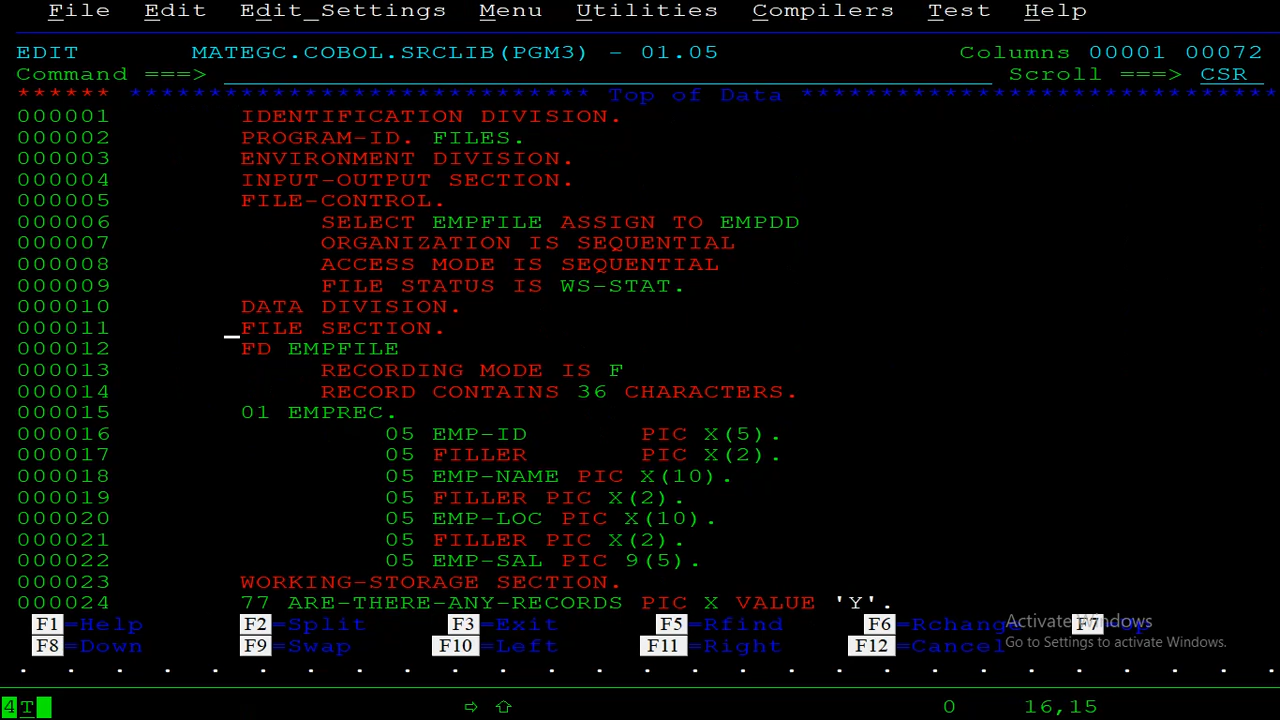 File Edit Edit_Settings Menu Utilities Compilers Test Help
EDIT MATEGC.COBOL.SRCLIB(PGM3) - 01.05 Columns 00001 00072
Command ===> Scroll ===> CSR
****** ***************************** Top of Data ******************************
000001 IDENTIFICATION DIVISION.
000002 PROGRAM-ID. FILES.
000003 ENVIRONMENT DIVISION.
000004 INPUT-OUTPUT SECTION.
000005 FILE-CONTROL.
000006 SELECT EMPFILE ASSIGN TO EMPDD
000007 ORGANIZATION IS SEQUENTIAL
000008 ACCESS MODE IS SEQUENTIAL
000009 FILE STATUS IS WS-STAT.
000010 DATA DIVISION.
000011 _FILE SECTION.
000012 FD EMPFILE
000013 RECORDING MODE IS F
000014 RECORD CONTAINS 36 CHARACTERS.
000015 01 EMPREC.
000016 05 EMP-ID PIC X(5).
000017 05 FILLER PIC X(2).
000018 05 EMP-NAME PIC X(10).
000019 05 FILLER PIC X(2).
000020 05 EMP-LOC PIC X(10).
000021 05 FILLER PIC X(2).
000022 05 EMP-SAL PIC 9(5).
000023 WORKING-STORAGE SECTION.
000024 77 ARE-THERE-ANY-RECORDS PIC X VALUE 'Y'.
F1=Help F2=Split F3=Exit F5=Rfind F6=Rchange F7=Up
F8=Down F9=Swap F10=Left F11=Right F12=Cancel
Activate Windows
Go to Settings to activate Windows.
4T 0 16,15